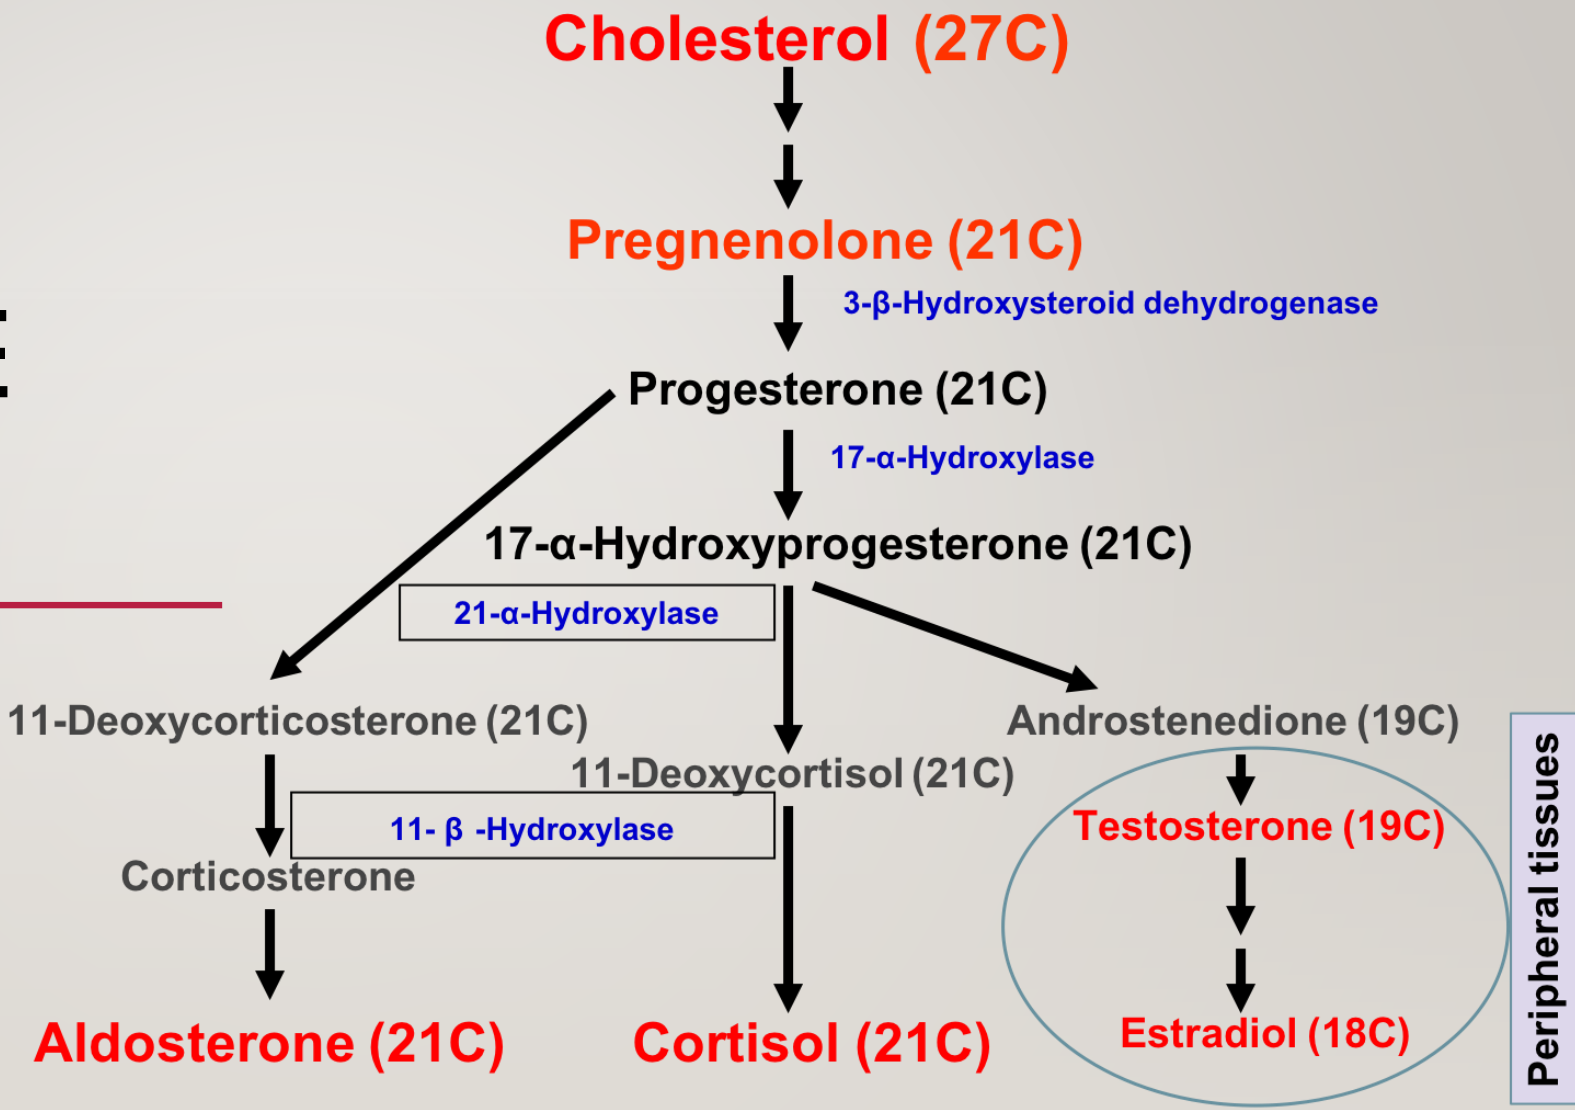 Cholesterol (27C)
Pregnenolone (21C)
3-β-Hydroxysteroid dehydrogenase
Progesterone (21C)
17-α-Hydroxylase
17-α-Hydroxyprogesterone (21C)
21-α-Hydroxylase
11-Deoxycorticosterone (21C)
Androstenedione (19C)
11-Deoxycortisol (21C)
11- β -Hydroxylase
Testosterone (19C)
Corticosterone
Estradiol (18C)
Aldosterone (21C)
Cortisol (21C)
Peripheral tissues